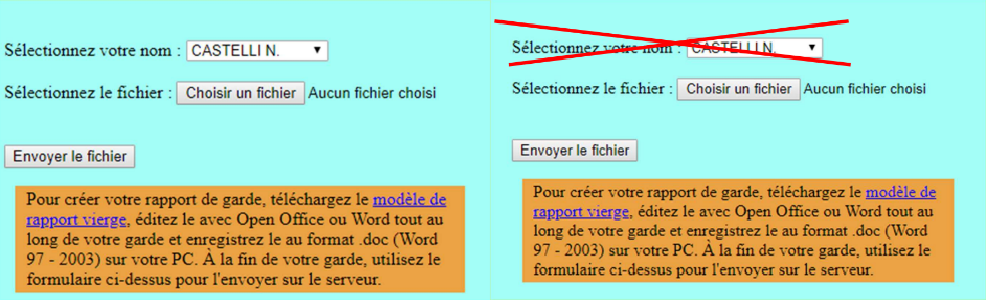 Sélectionnez votre nom : CASTELLI N.
Sélectionnez le fichier : Choisir un fichier Aucun fichier choisi
Envoyer le fichier
Pour créer votre rapport de garde, téléchargez le modèle de
rapport vierge, éditez le avec Open Office ou Word tout au
long de votre garde et enregistrez le au format .doc (Word
97 - 2003) sur votre PC. À la fin de votre garde, utilisez le
formulaire ci-dessus pour l'envoyer sur le serveur.
Sélectionnez votre nom : CASTELLI N.
Sélectionnez le fichier : Choisir un fichier Aucun fichier choisi
Envoyer le fichier
Pour créer votre rapport de garde, téléchargez le modèle de
rapport vierge, éditez le avec Open Office ou Word tout au
long de votre garde et enregistrez le au format .doc (Word
97 - 2003) sur votre PC. À la fin de votre garde, utilisez le
formulaire ci-dessus pour l'envoyer sur le serveur.